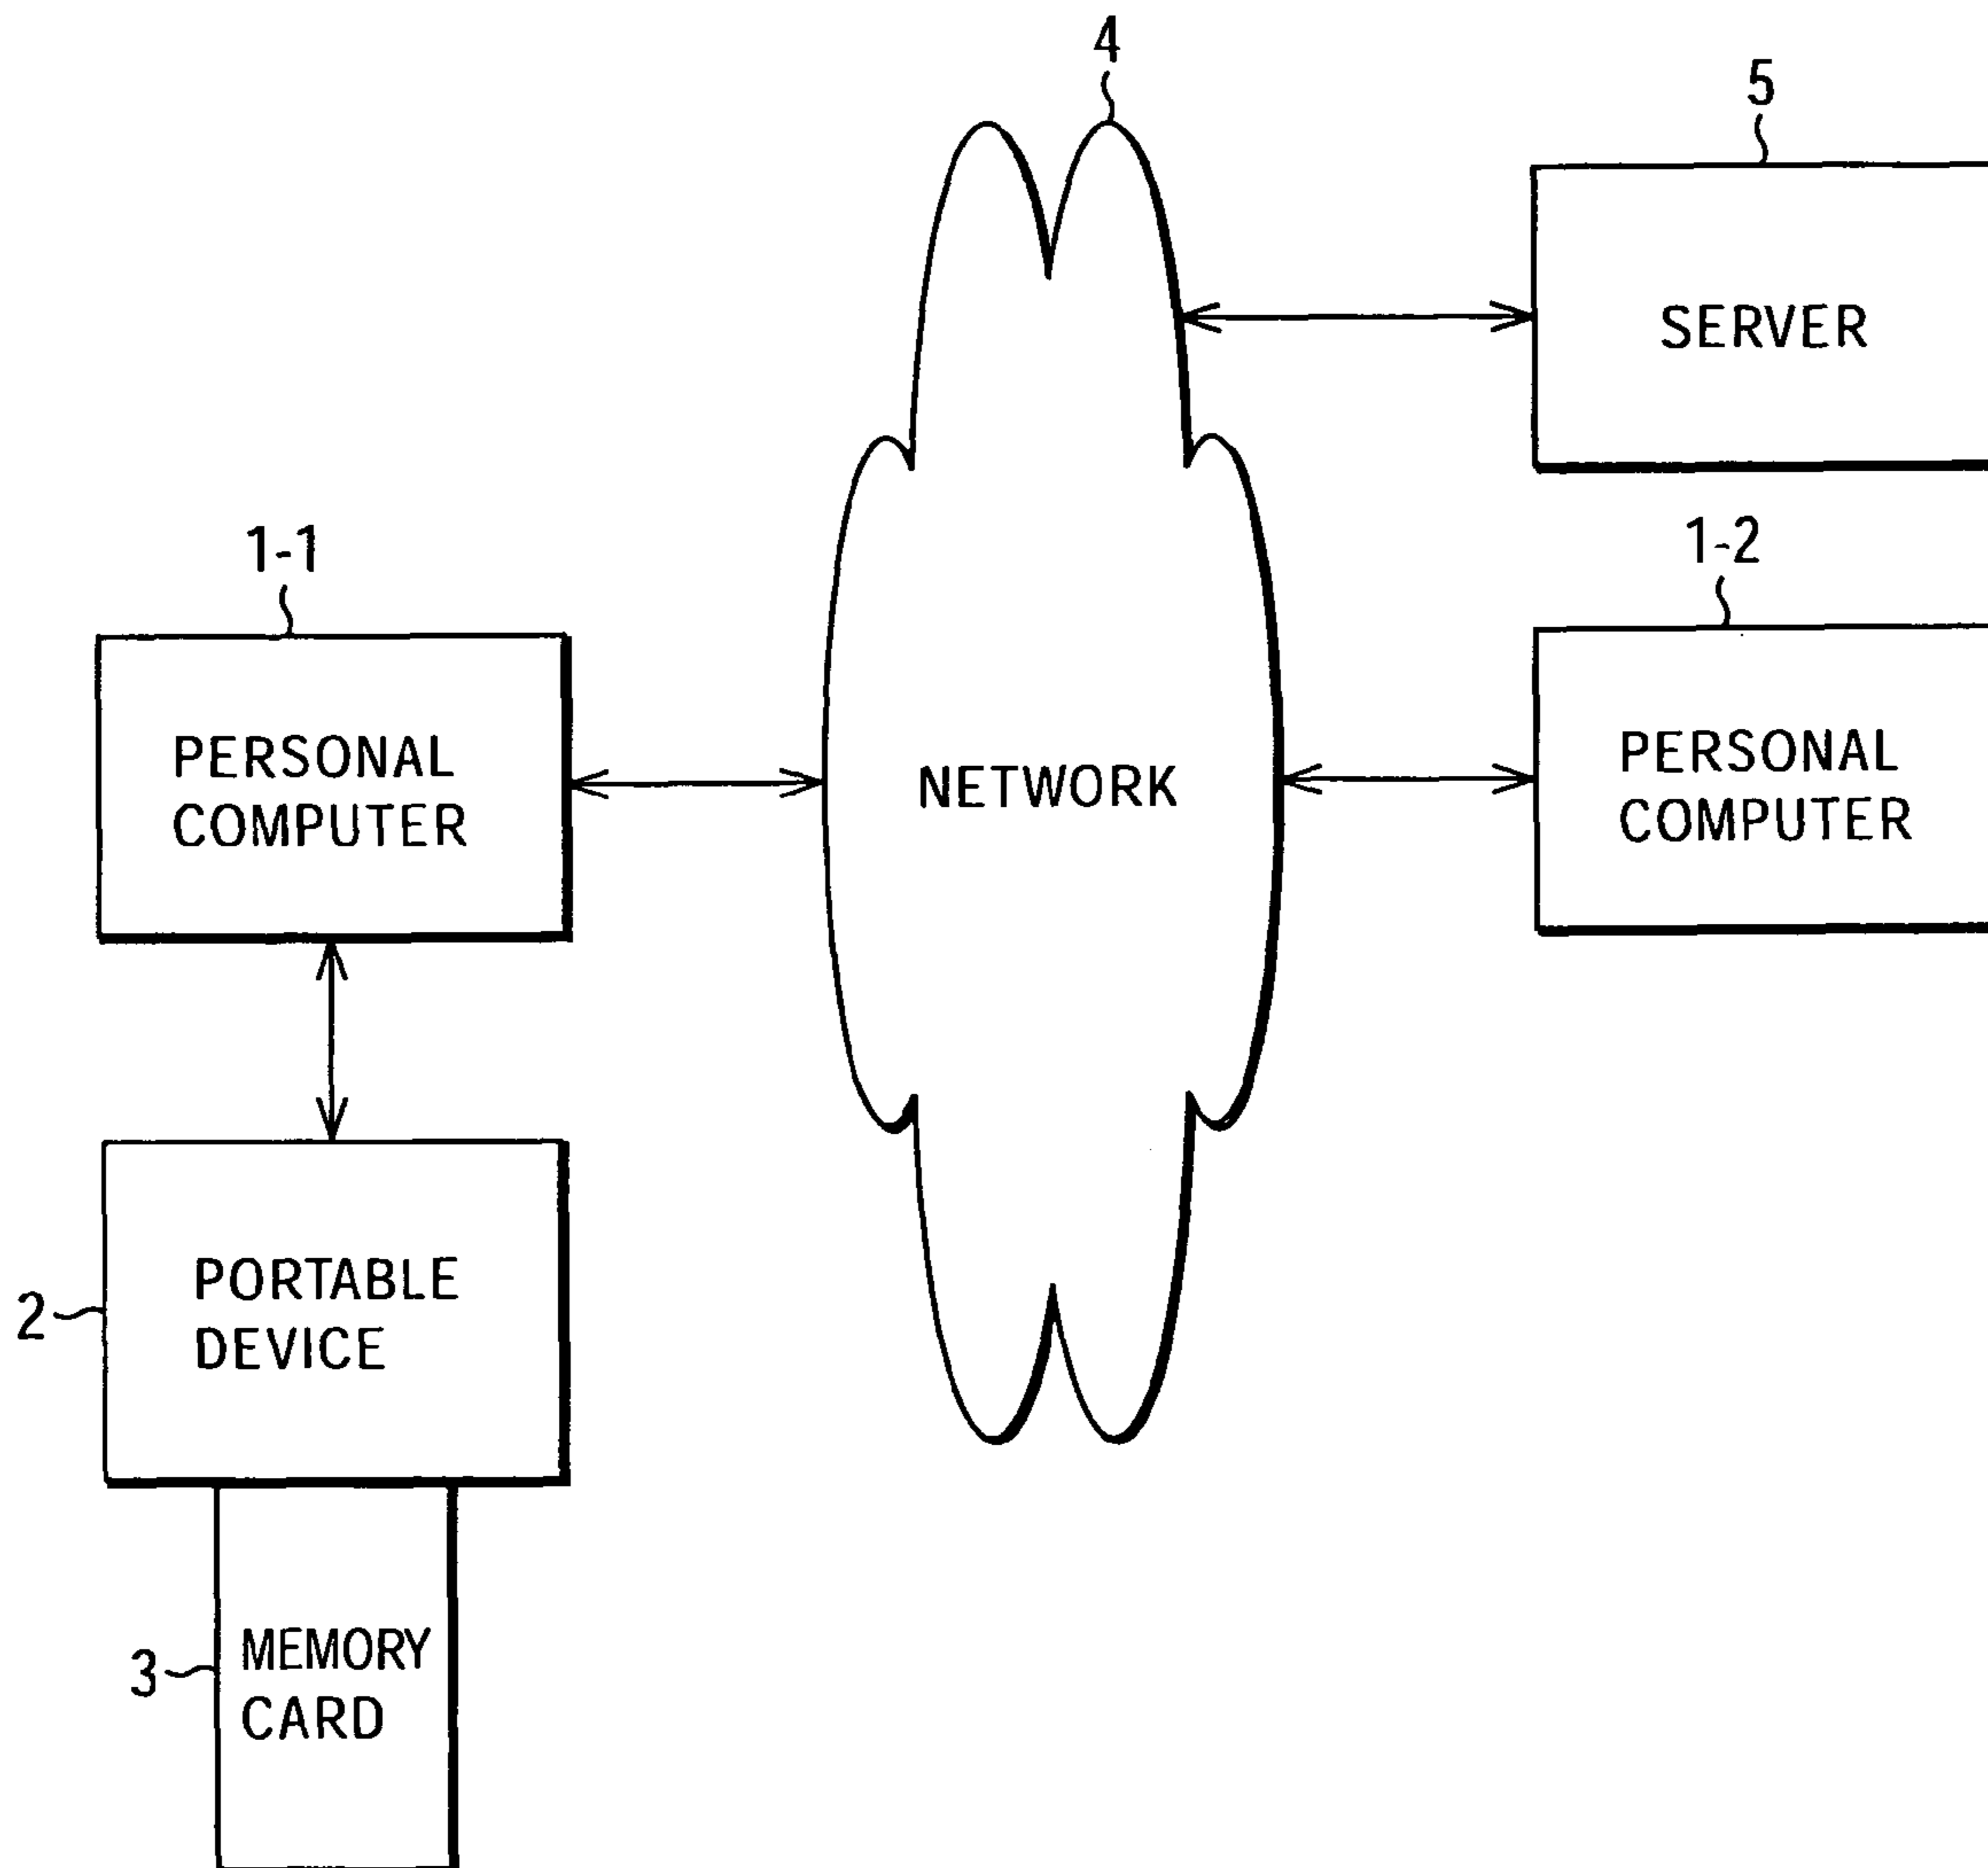 4
5
SERVER
1-1
1-2
PERSONAL
COMPUTER
NETWORK
PERSONAL
COMPUTER
2
PORTABLE
DEVICE
3
MEMORY
CARD